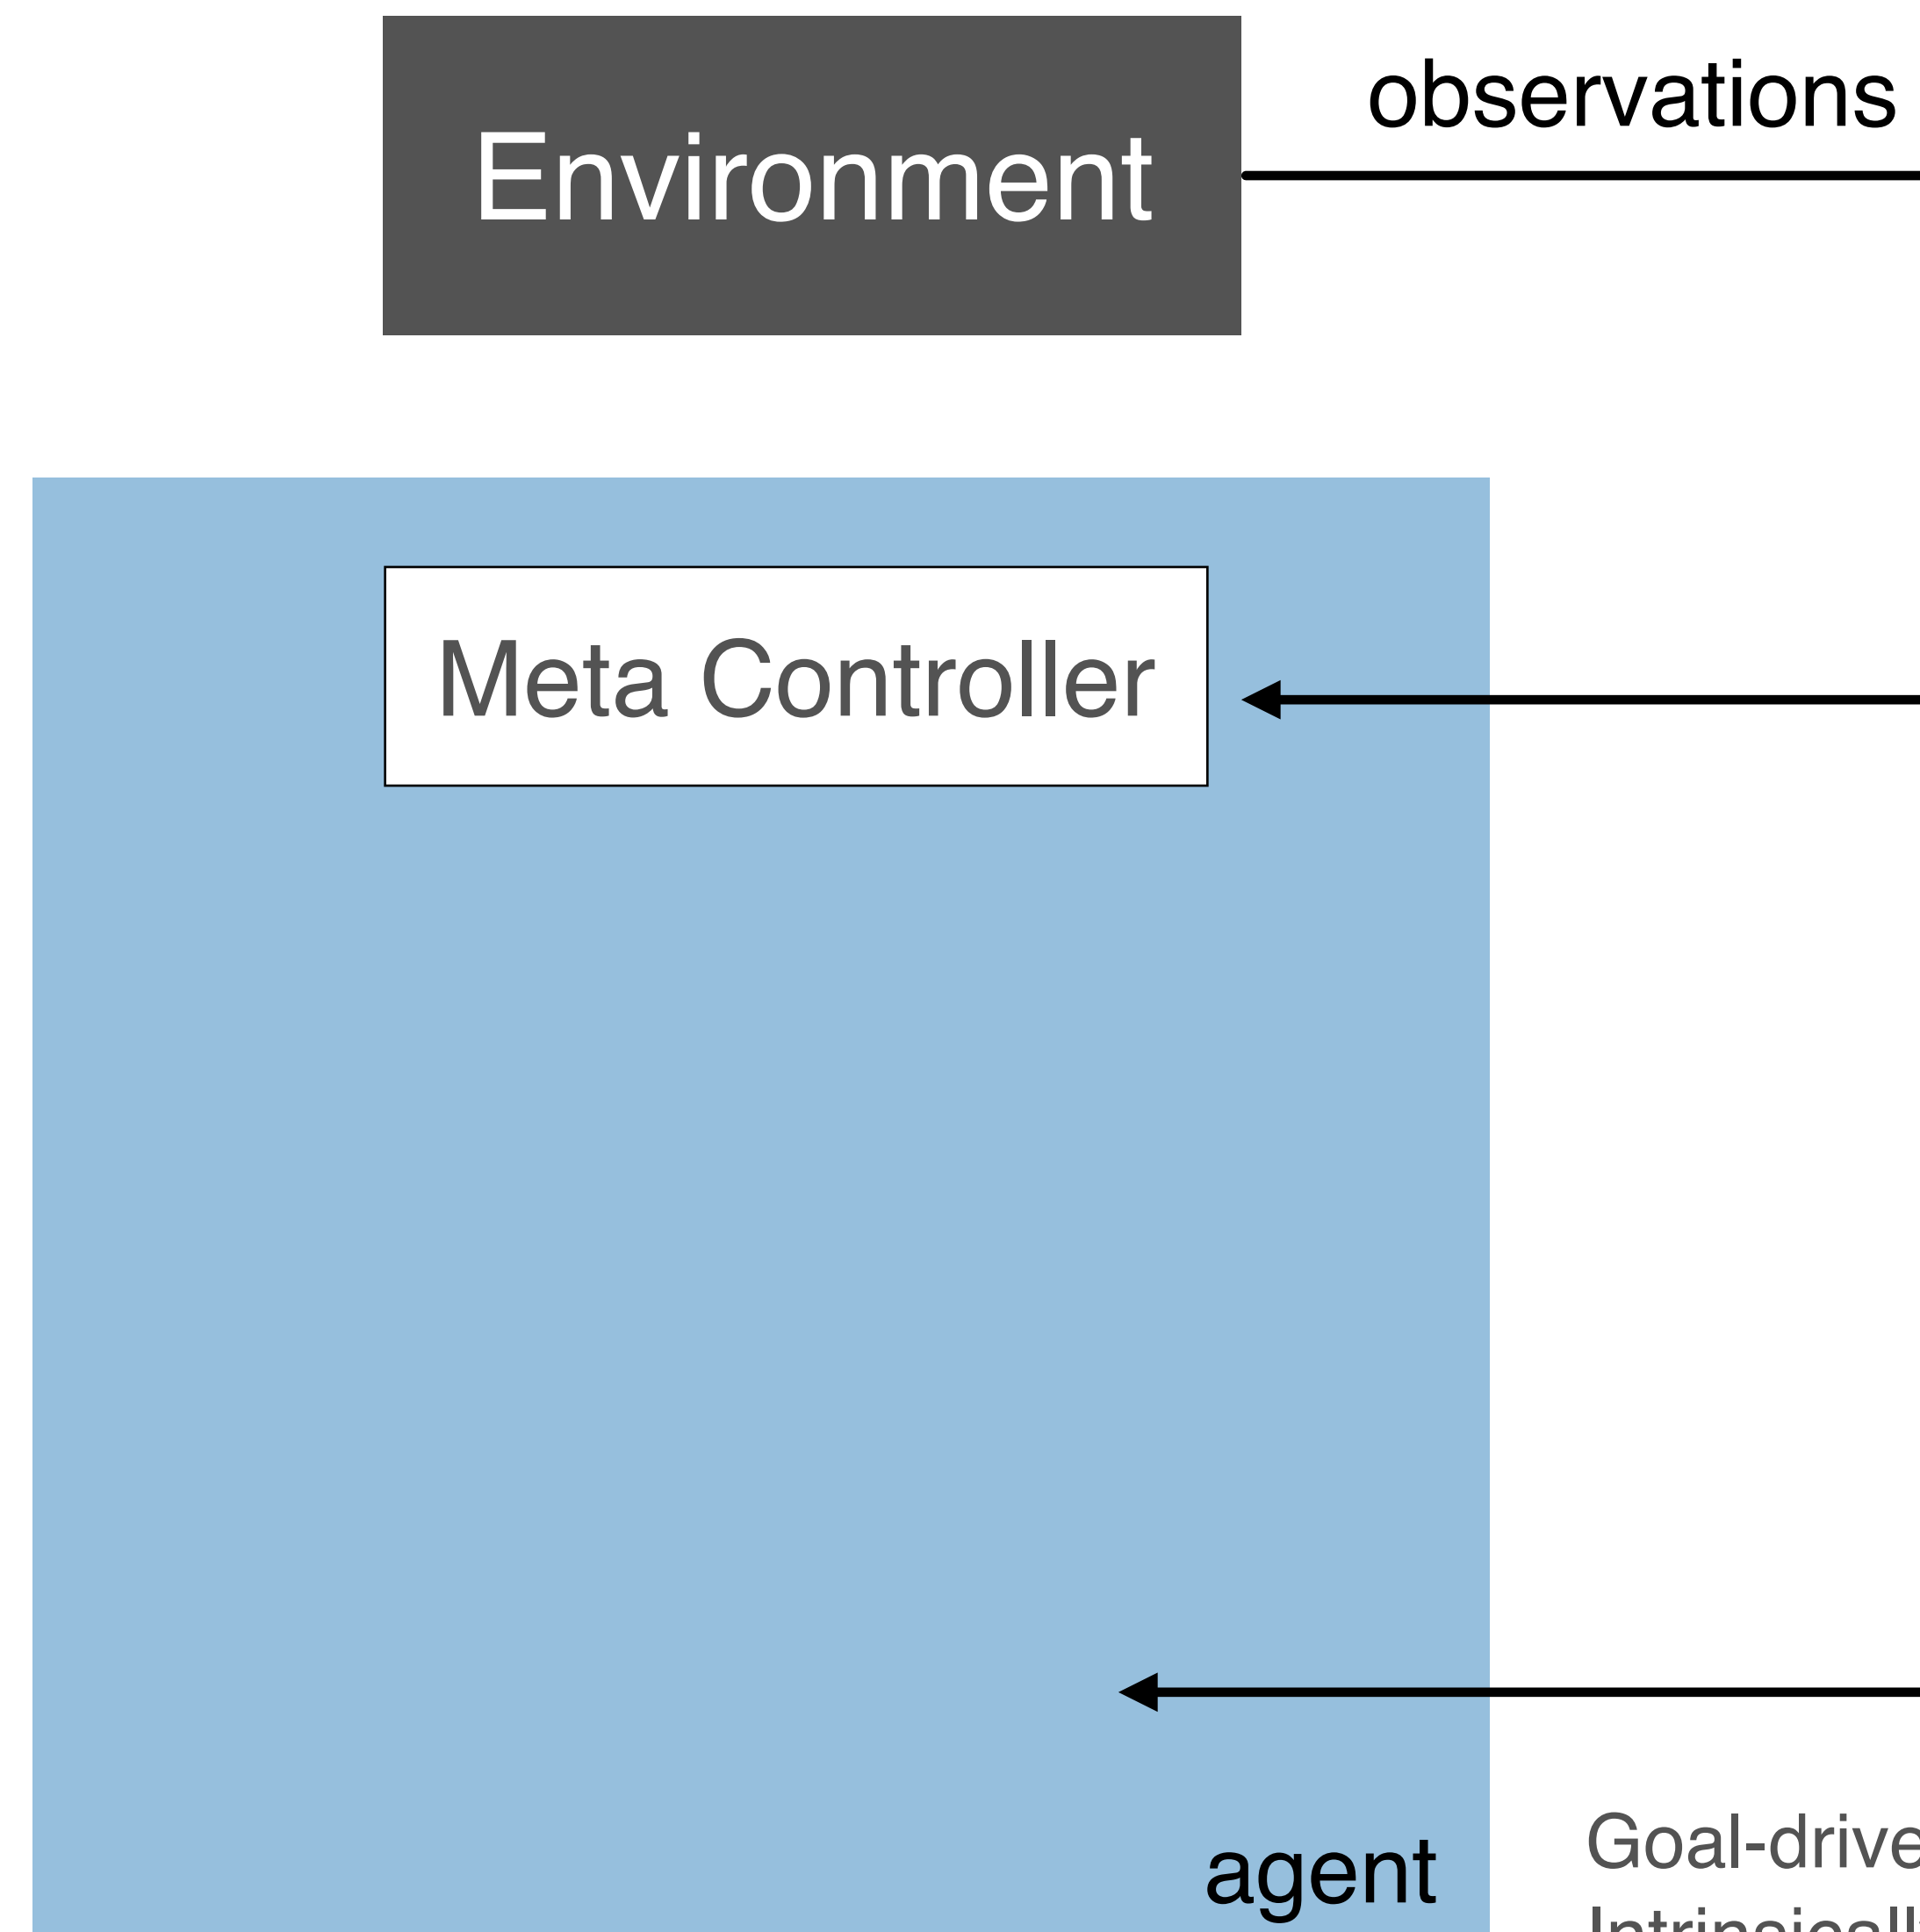 observations
Environment
Meta Controller
agent
Goal-drive